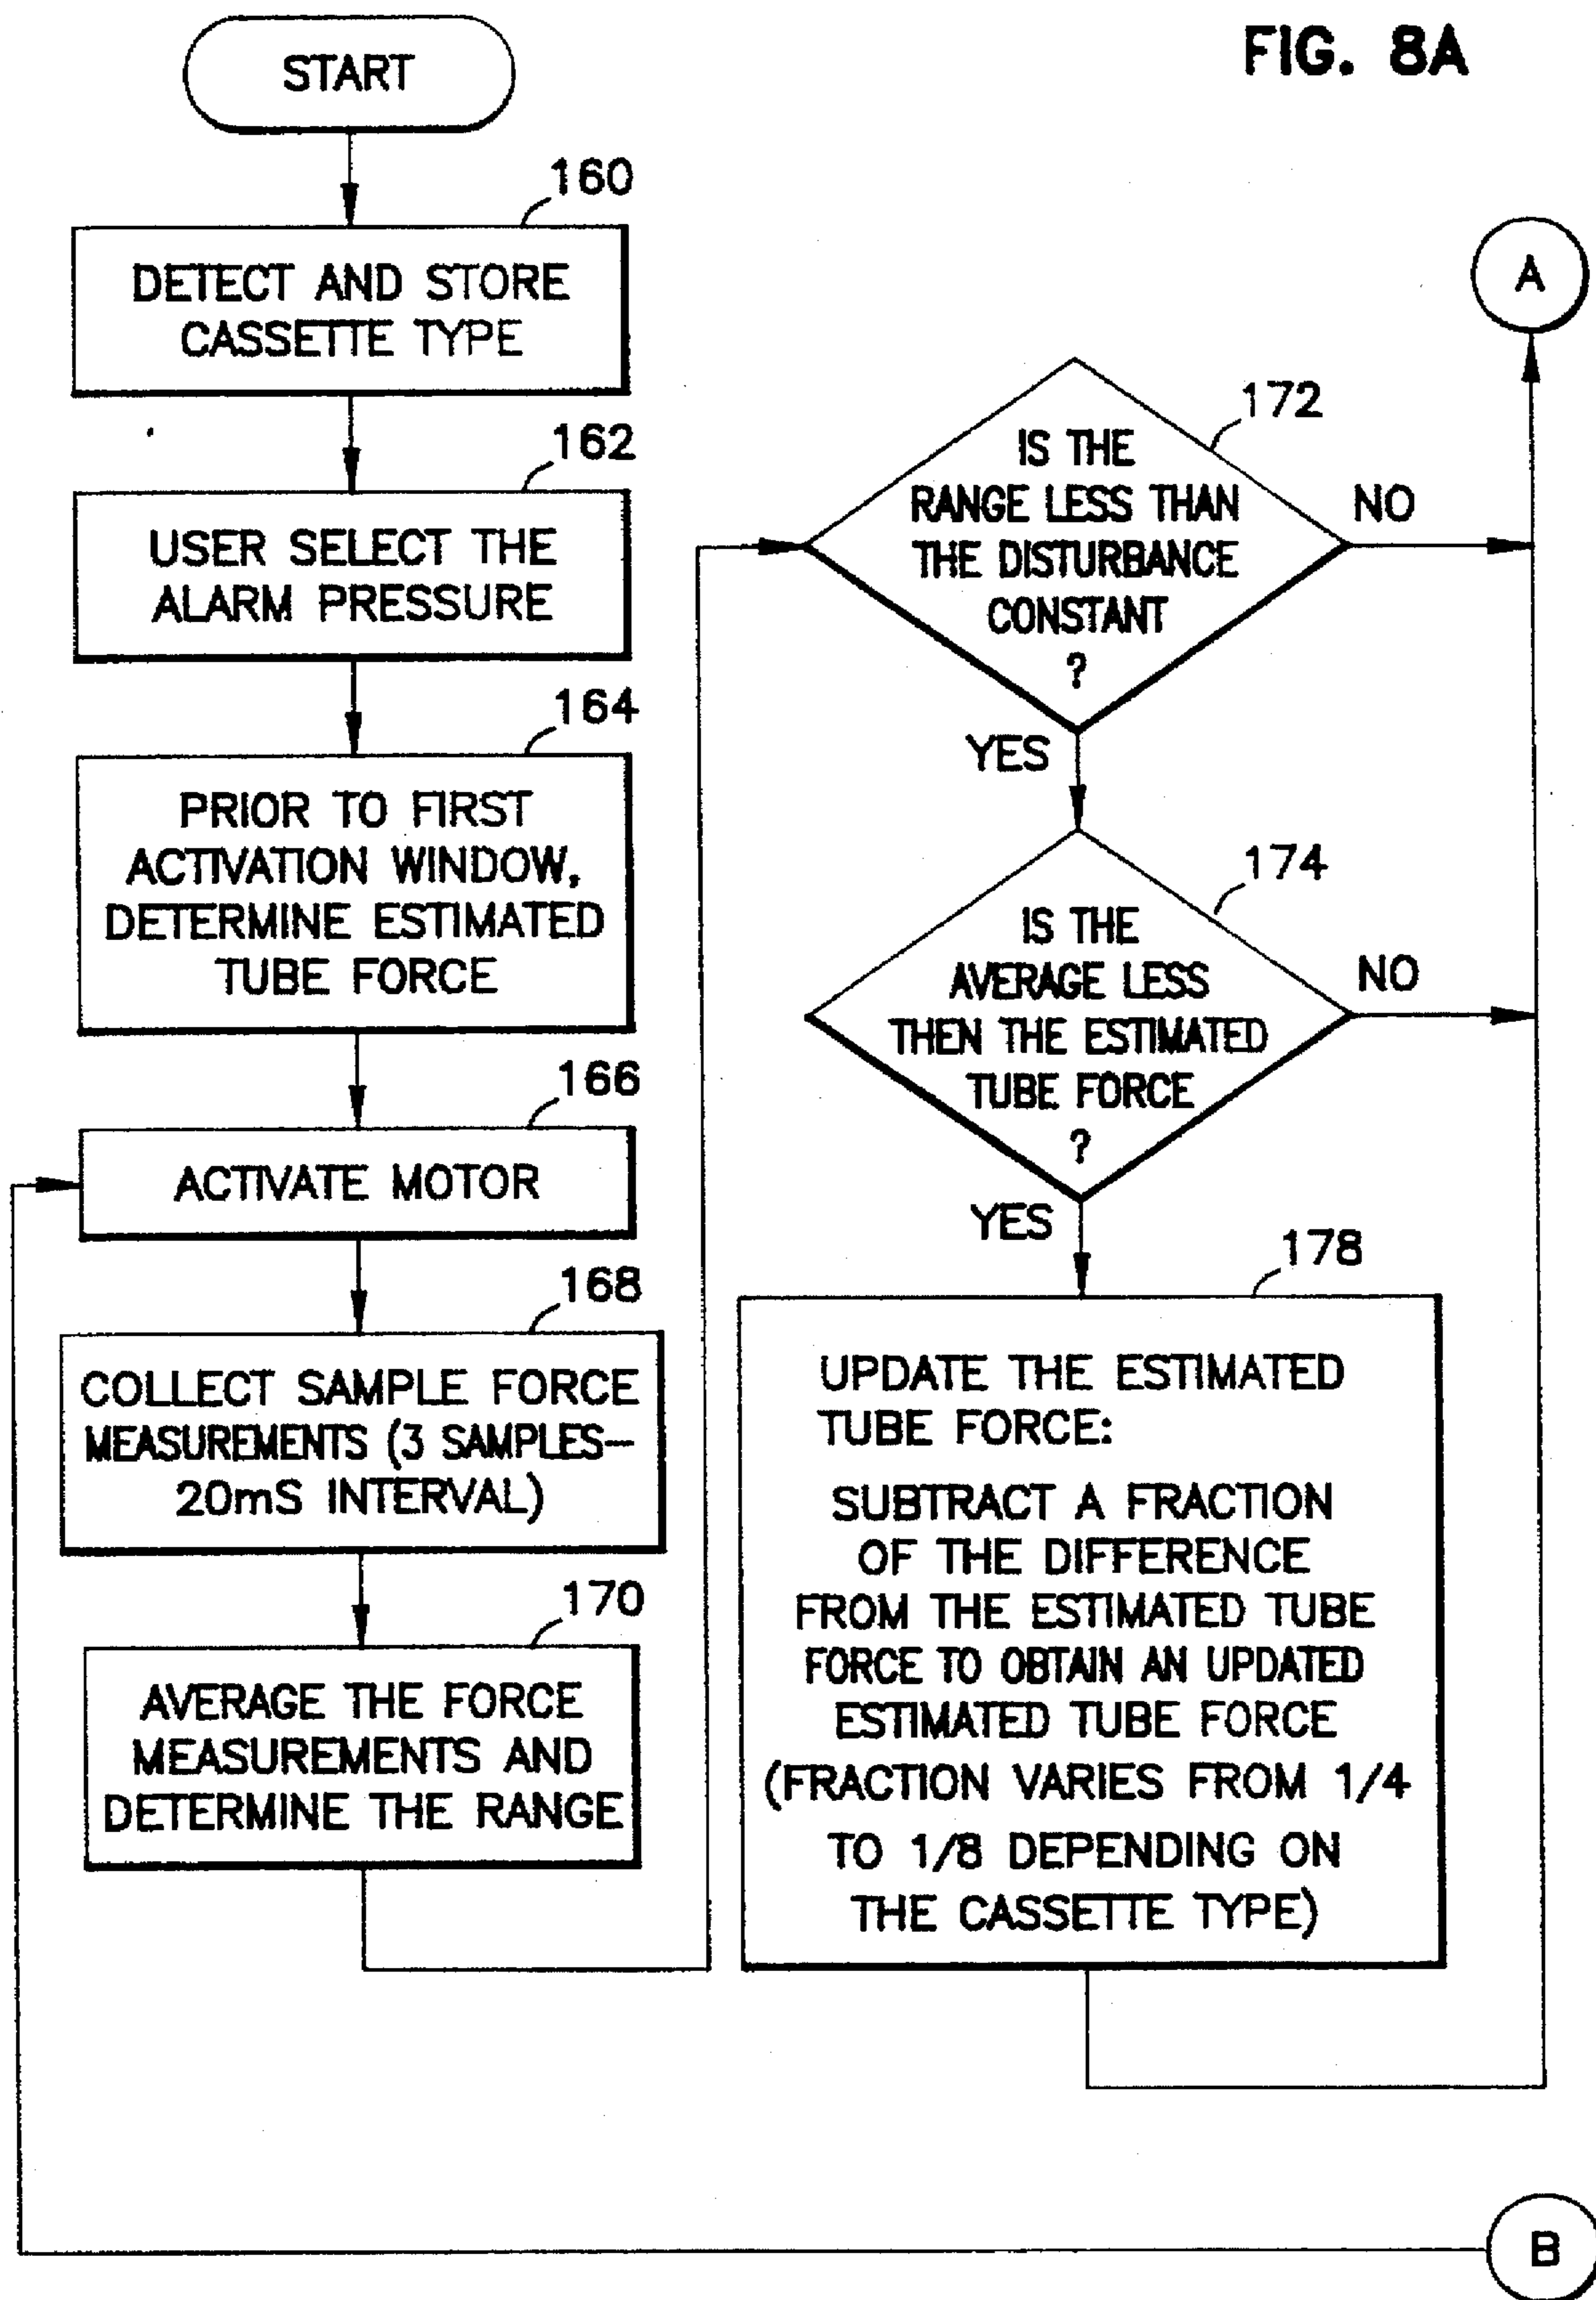 FIG. 8A
START
160
DETECT AND STORE
CASSETTE TYPE
162
USER SELECT THE
ALARM PRESSURE
164
PRIOR TO FIRST
ACTIVATION WINDOW,
DETERMINE ESTIMATED
TUBE FORCE
166
ACTIVATE MOTOR
168
COLLECT SAMPLE FORCE
MEASUREMENTS (3 SAMPLES-
20mS INTERVAL)
170
AVERAGE THE FORCE
MEASUREMENTS AND
DETERMINE THE RANGE
A
172
IS THE
RANGE LESS THAN
THE DISTURBANCE
CONSTANT
?
NO
YES
174
IS THE
AVERAGE LESS
THEN THE ESTIMATED
TUBE FORCE
?
NO
YES
178
UPDATE THE ESTIMATED
TUBE FORCE:
SUBTRACT A FRACTION
OF THE DIFFERENCE
FROM THE ESTIMATED TUBE
FORCE TO OBTAIN AN UPDATED
ESTIMATED TUBE FORCE
(FRACTION VARIES FROM 1/4
TO 1/8 DEPENDING ON
THE CASSETTE TYPE)
B